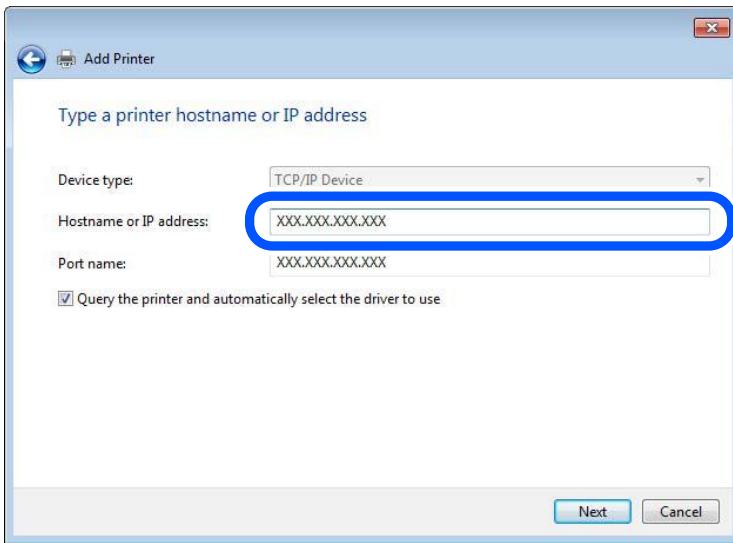 Add Printer
Type a printer hostname or IP address
Device type: TCP/IP Device
Hostname or IP address: XXX.XXX.XXX.XXX
Port name: XXX.XXX.XXX.XXX
Query the printer and automatically select the driver to use
Next Cancel